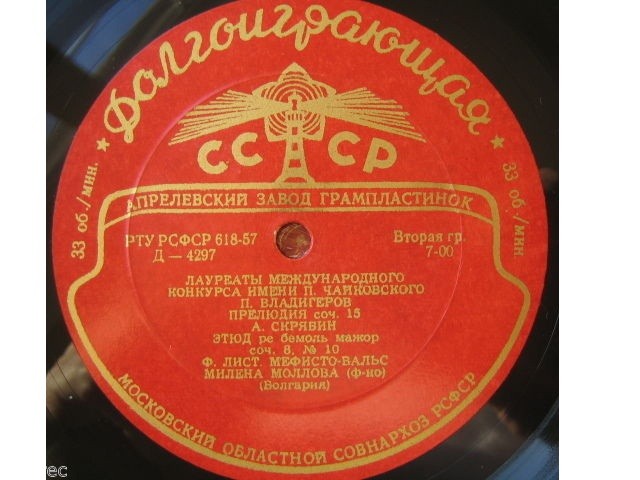 Долгоиграющая
★ 33 об./мин.
★ 33 об./мин
СССР
АПРЕЛЕВСКИЙ ЗАВОД ГРАМПЛАСТИНОК
РТУ РСФСР 618-57
Д — 4297
Вторая гр.
7-00
ЛАУРЕАТЫ МЕЖДУНАРОДНОГО
КОНКУРСА ИМЕНИ П. ЧАЙКОВСКОГО
П. ВЛАДИГЕРОВ
ПРЕЛЮДИЯ соч. 15
А. СКРЯБИН
ЭТЮД ре бемоль мажор
соч. 8, № 10
Ф. ЛИСТ. МЕФИСТО-ВАЛЬС
МИЛЕНА МОЛЛОВА (ф-но)
(Болгария)
МОСКОВСКИЙ ОБЛАСТНОЙ СОВНАРХОЗ РСФСР